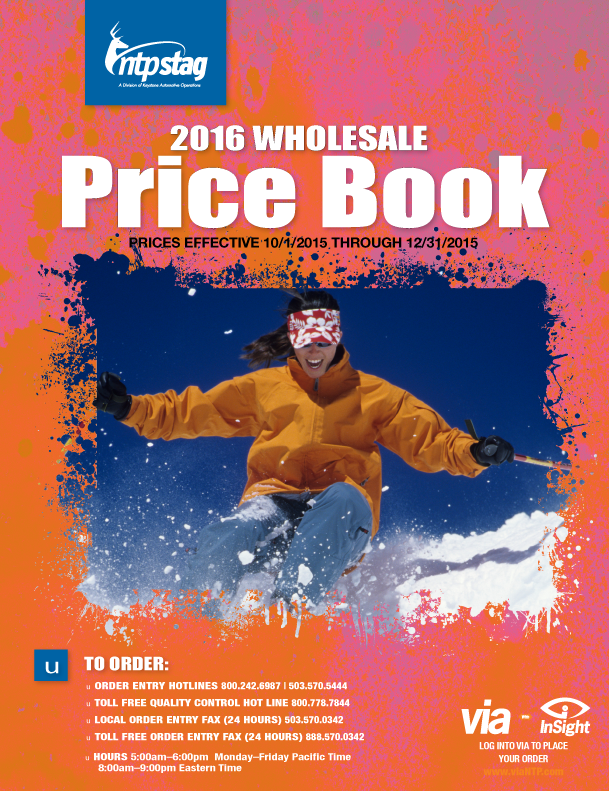 ntpstag
A Division of Keystone Automotive Operations
2016 WHOLESALE
Price Book
PRICES EFFECTIVE 10/1/2015 THROUGH 12/31/2015
u TO ORDER:
u ORDER ENTRY HOTLINES 800.242.6987 | 503.570.5444
u TOLL FREE QUALITY CONTROL HOT LINE 800.778.7844
u LOCAL ORDER ENTRY FAX (24 HOURS) 503.570.0342
u TOLL FREE ORDER ENTRY FAX (24 HOURS) 888.570.0342
u HOURS 5:00am–6:00pm Monday–Friday Pacific Time
8:00am–9:00pm Eastern Time
via - ™ InSight
LOG INTO VIA TO PLACE
YOUR ORDER
www.viaNTP.com